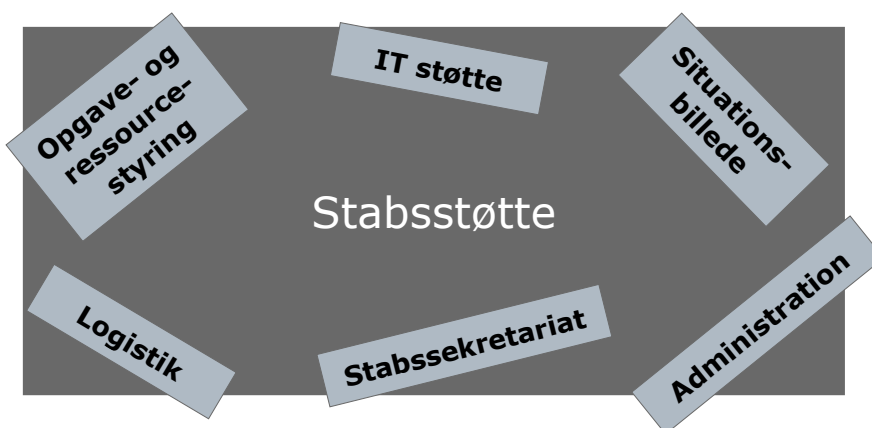 Opgave- og
ressource-
styring
IT støtte
Situations-
billede
Stabsstøtte
Logistik
Stabssekretariat
Administration